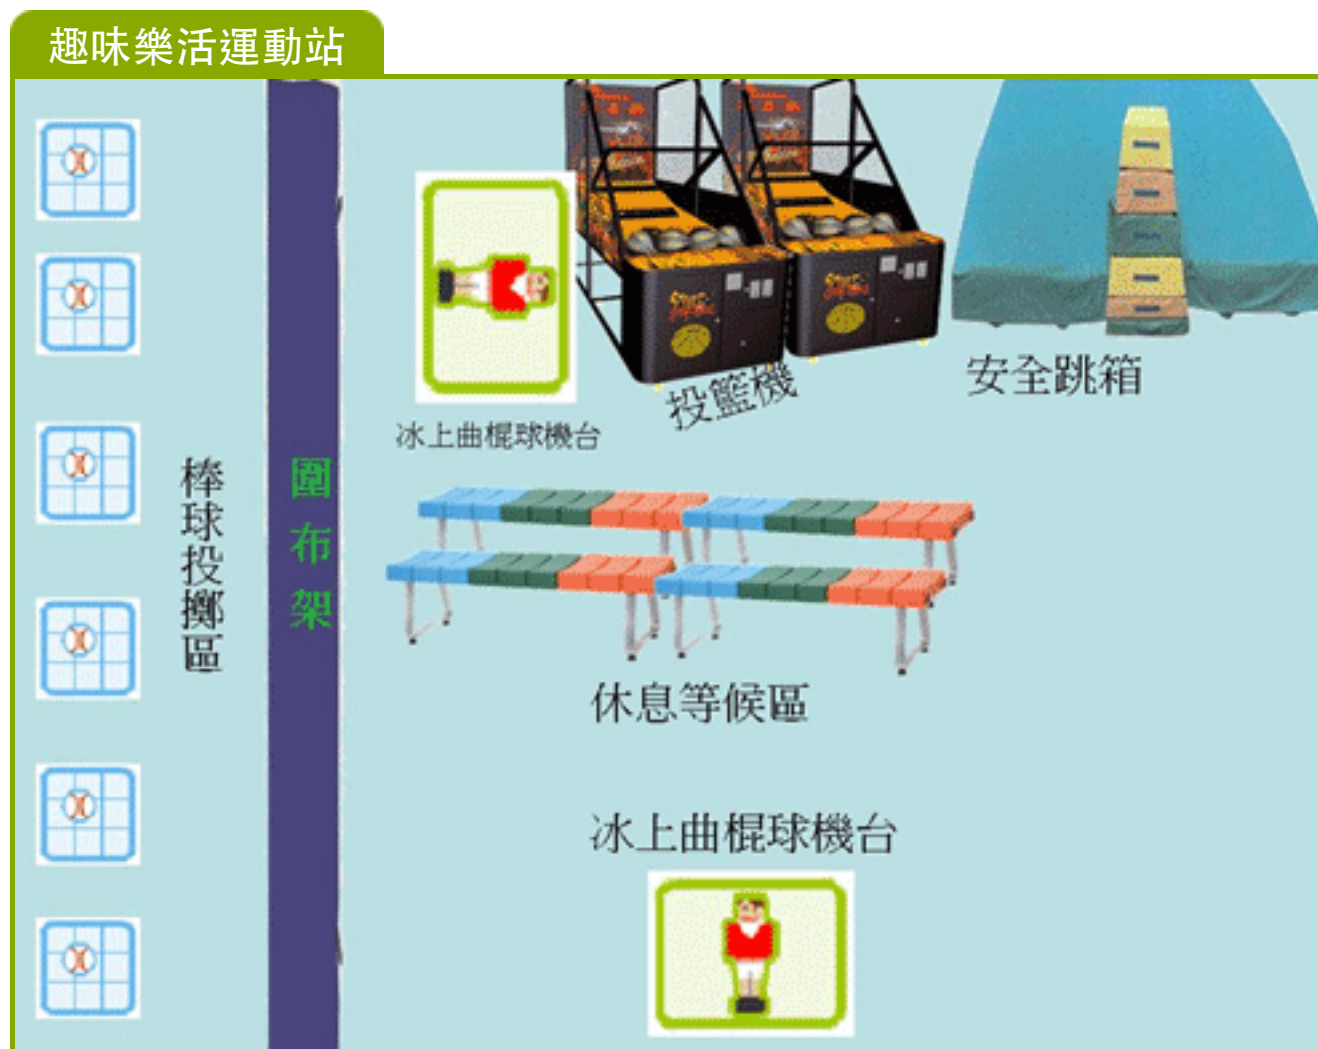 趣味樂活運動站
安全跳箱
投籃機
冰上曲棍球機台
棒球投擲區
圍布架
休息等候區
冰上曲棍球機台